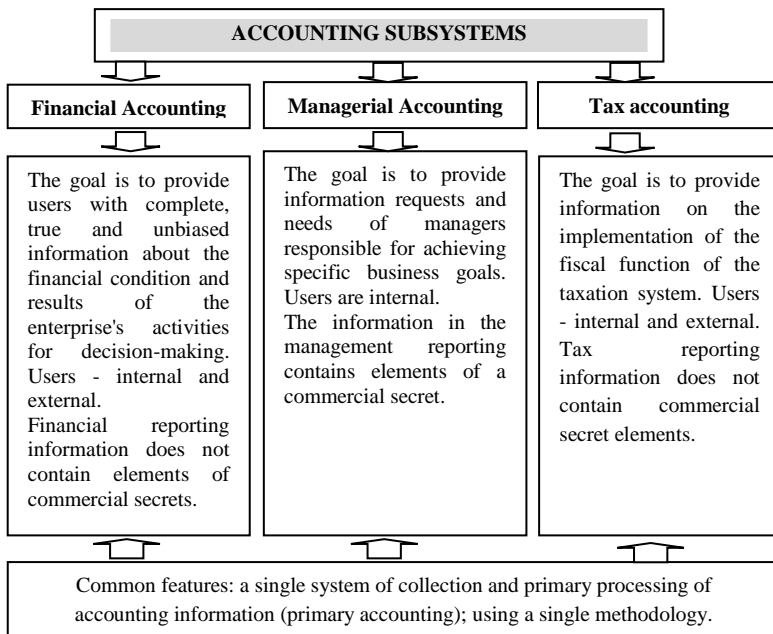 ACCOUNTING SUBSYSTEMS
Financial Accounting
Managerial Accounting
Tax accounting
The goal is to provide
users with complete,
true and unbiased
information about the
financial condition and
results of the
enterprise's activities
for decision-making.
Users - internal and
external.
Financial reporting
information does not
contain elements of
commercial secrets.
The goal is to provide
information requests and
needs of managers
responsible for achieving
specific business goals.
Users are internal.
The information in the
management reporting
contains elements of a
commercial secret.
The goal is to provide
information on the
implementation of the
fiscal function of the
taxation system. Users
- internal and external.
Tax reporting
information does not
contain commercial
secret elements.
Common features: a single system of collection and primary processing of
accounting information (primary accounting); using a single methodology.